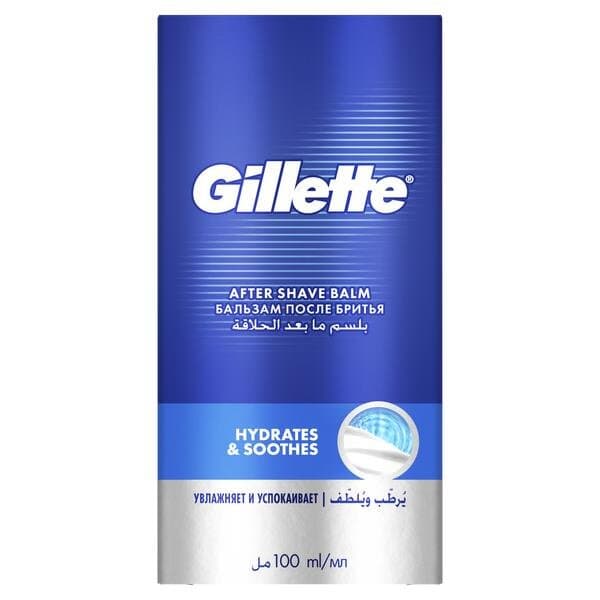 Gillette®
AFTER SHAVE BALM
БАЛЬЗАМ ПОСЛЕ БРИТЬЯ
بلسم ما بعد الحلاقة
HYDRATES
& SOOTHES
УВЛАЖНЯЕТ И УСПОКАИВАЕТ | يُرطّب ويُلطّف
مل 100 ml/мл